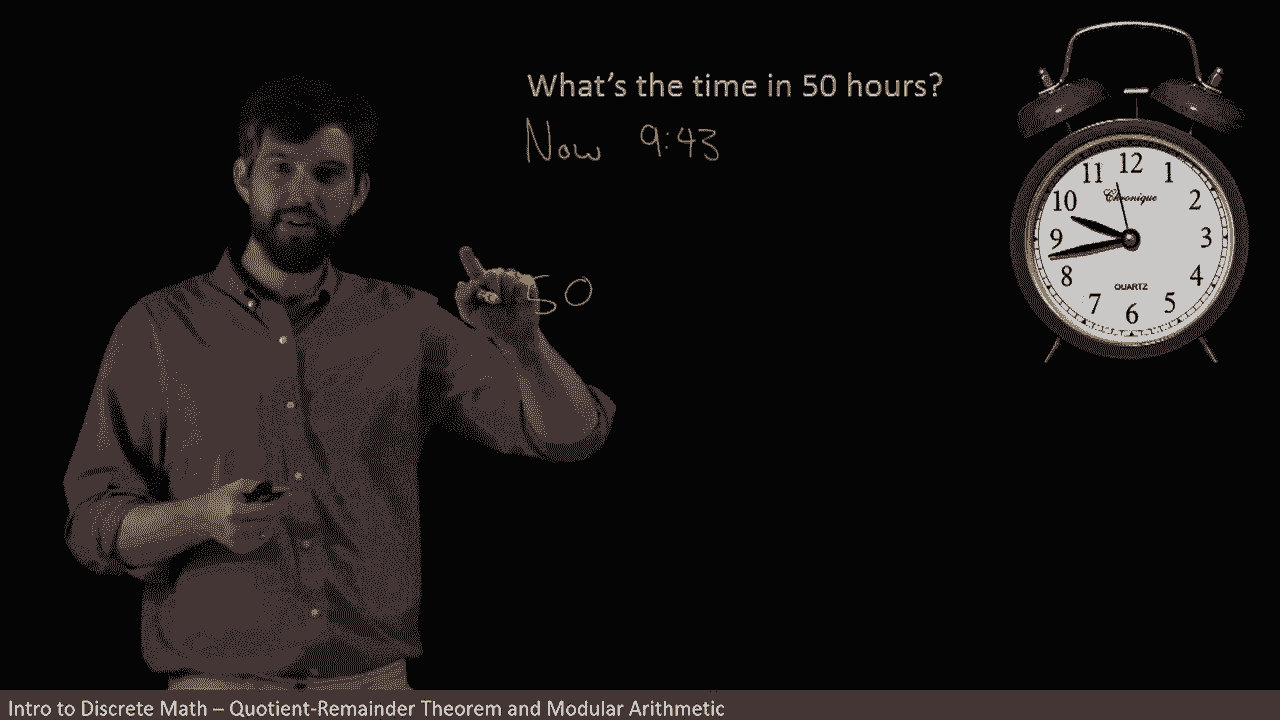 What's the time in 50 hours?
Now 9:43
50
12
11 1
Chronique
10 2
9 3
8 4
QUARTZ
7 5
6
Intro to Discrete Math – Quotient-Remainder Theorem and Modular Arithmetic